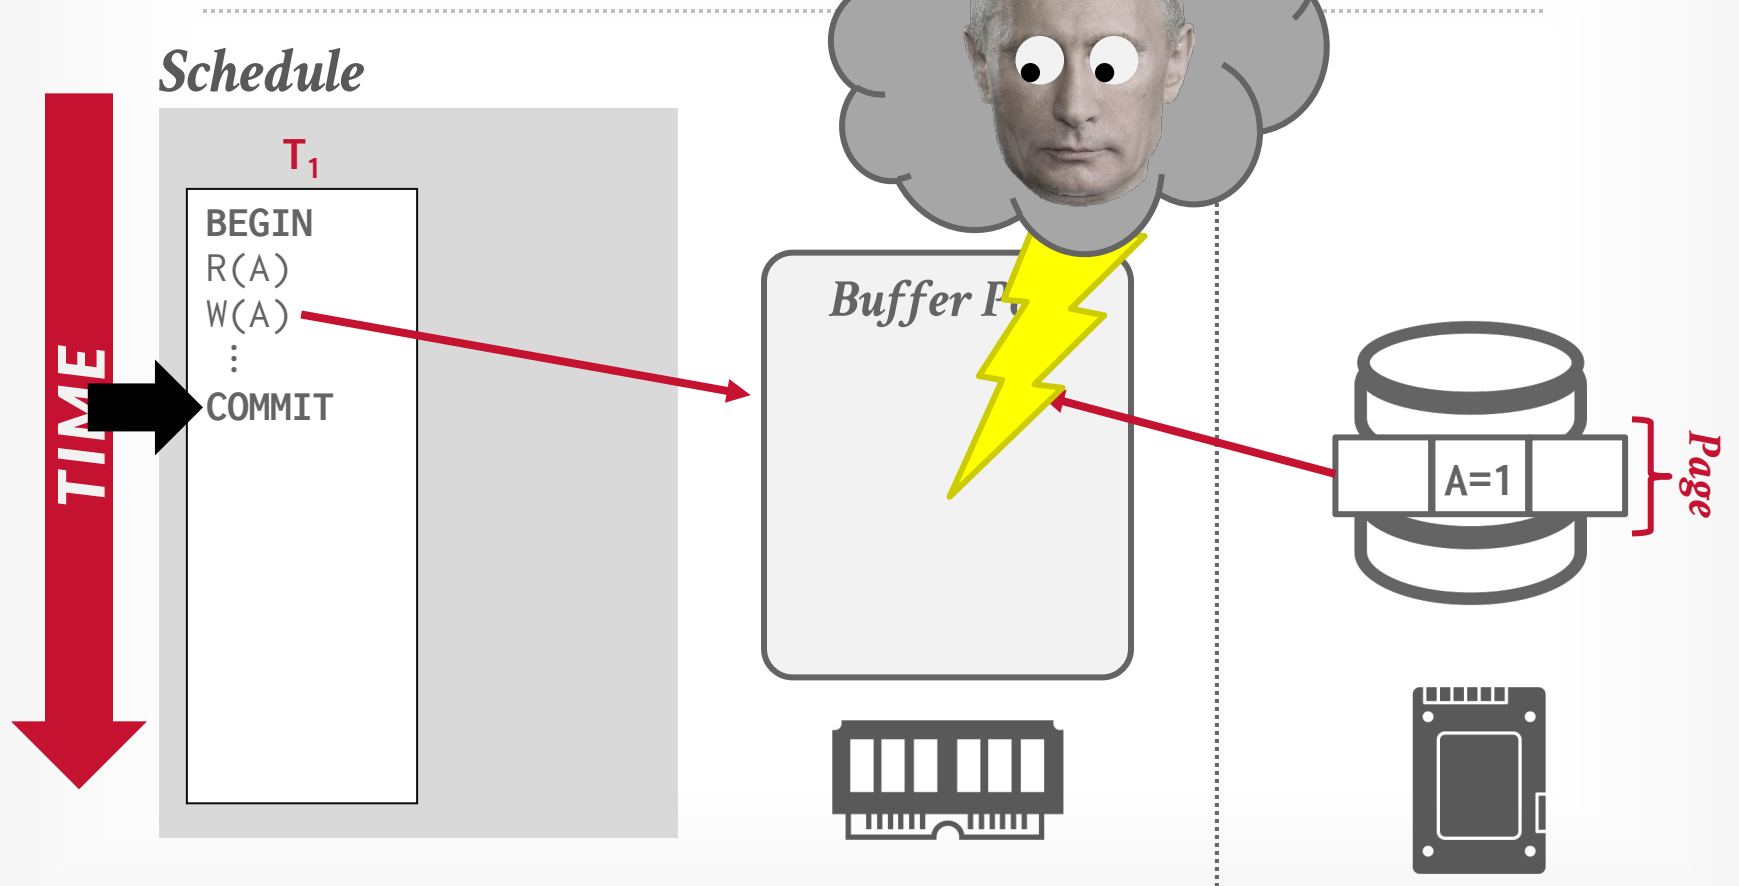 Schedule
T1
BEGIN
R(A)
W(A)
⋮
COMMIT
TIME
Buffer
A=1
Page